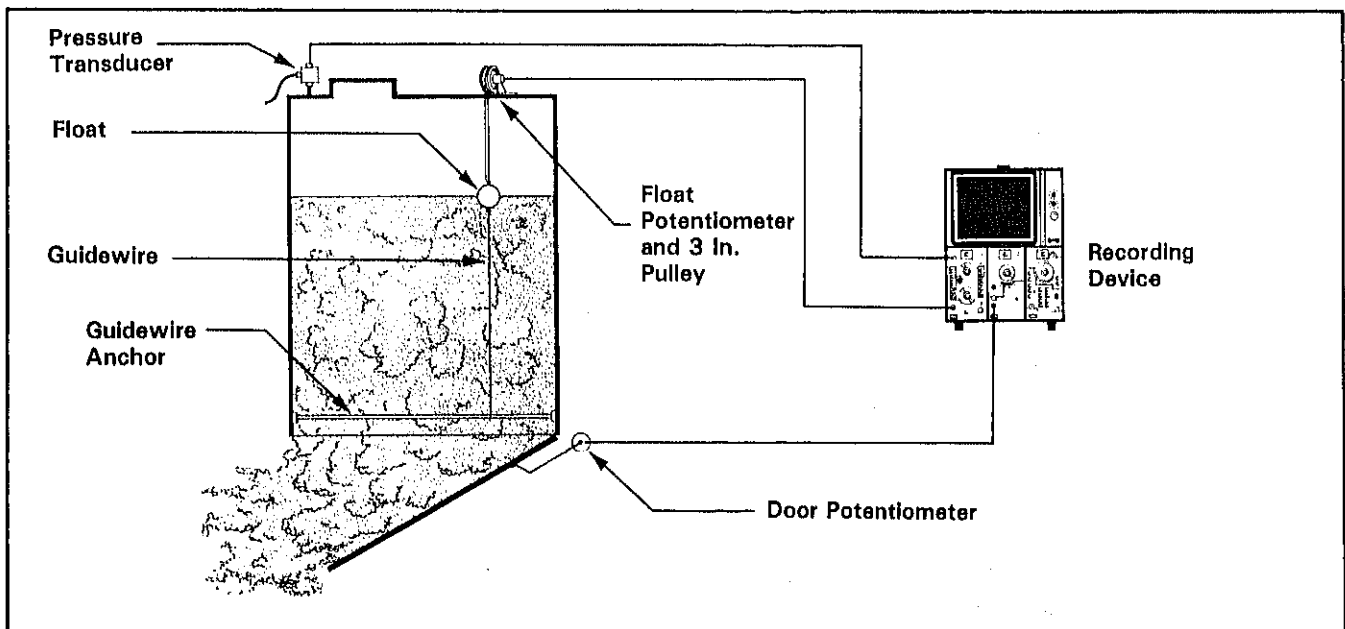 Pressure
Transducer
Float
Guidewire
Guidewire
Anchor
Float
Potentiometer
and 3 In.
Pulley
Recording
Device
Door Potentiometer